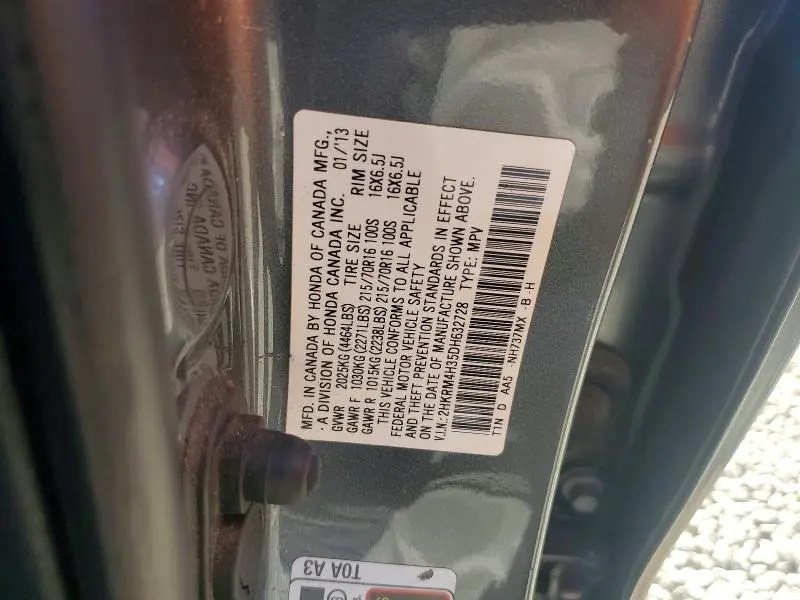 MFD. IN CANADA BY HONDA OF CANADA MFG.,
· A DIVISION OF HONDA CANADA INC. 01/'13
GVWR 2025KG(4464LBS) TIRE SIZE RIM SIZE
GAWR F 1030KG(2271LBS) 215/70R16 100S 16X6.5J
GAWR R 1015KG(2238LBS) 215/70R16 100S 16X6.5J
THIS VEHICLE CONFORMS TO ALL APPLICABLE
FEDERAL MOTOR VEHICLE SAFETY
AND THEFT PREVENTION STANDARDS IN EFFECT
ON THE DATE OF MANUFACTURE SHOWN ABOVE.
V.I.N.:2HKRM4H35DH632728 TYPE: MPV
T1N D AA5 -NH737MX -B -H
T0A A3
CANADA